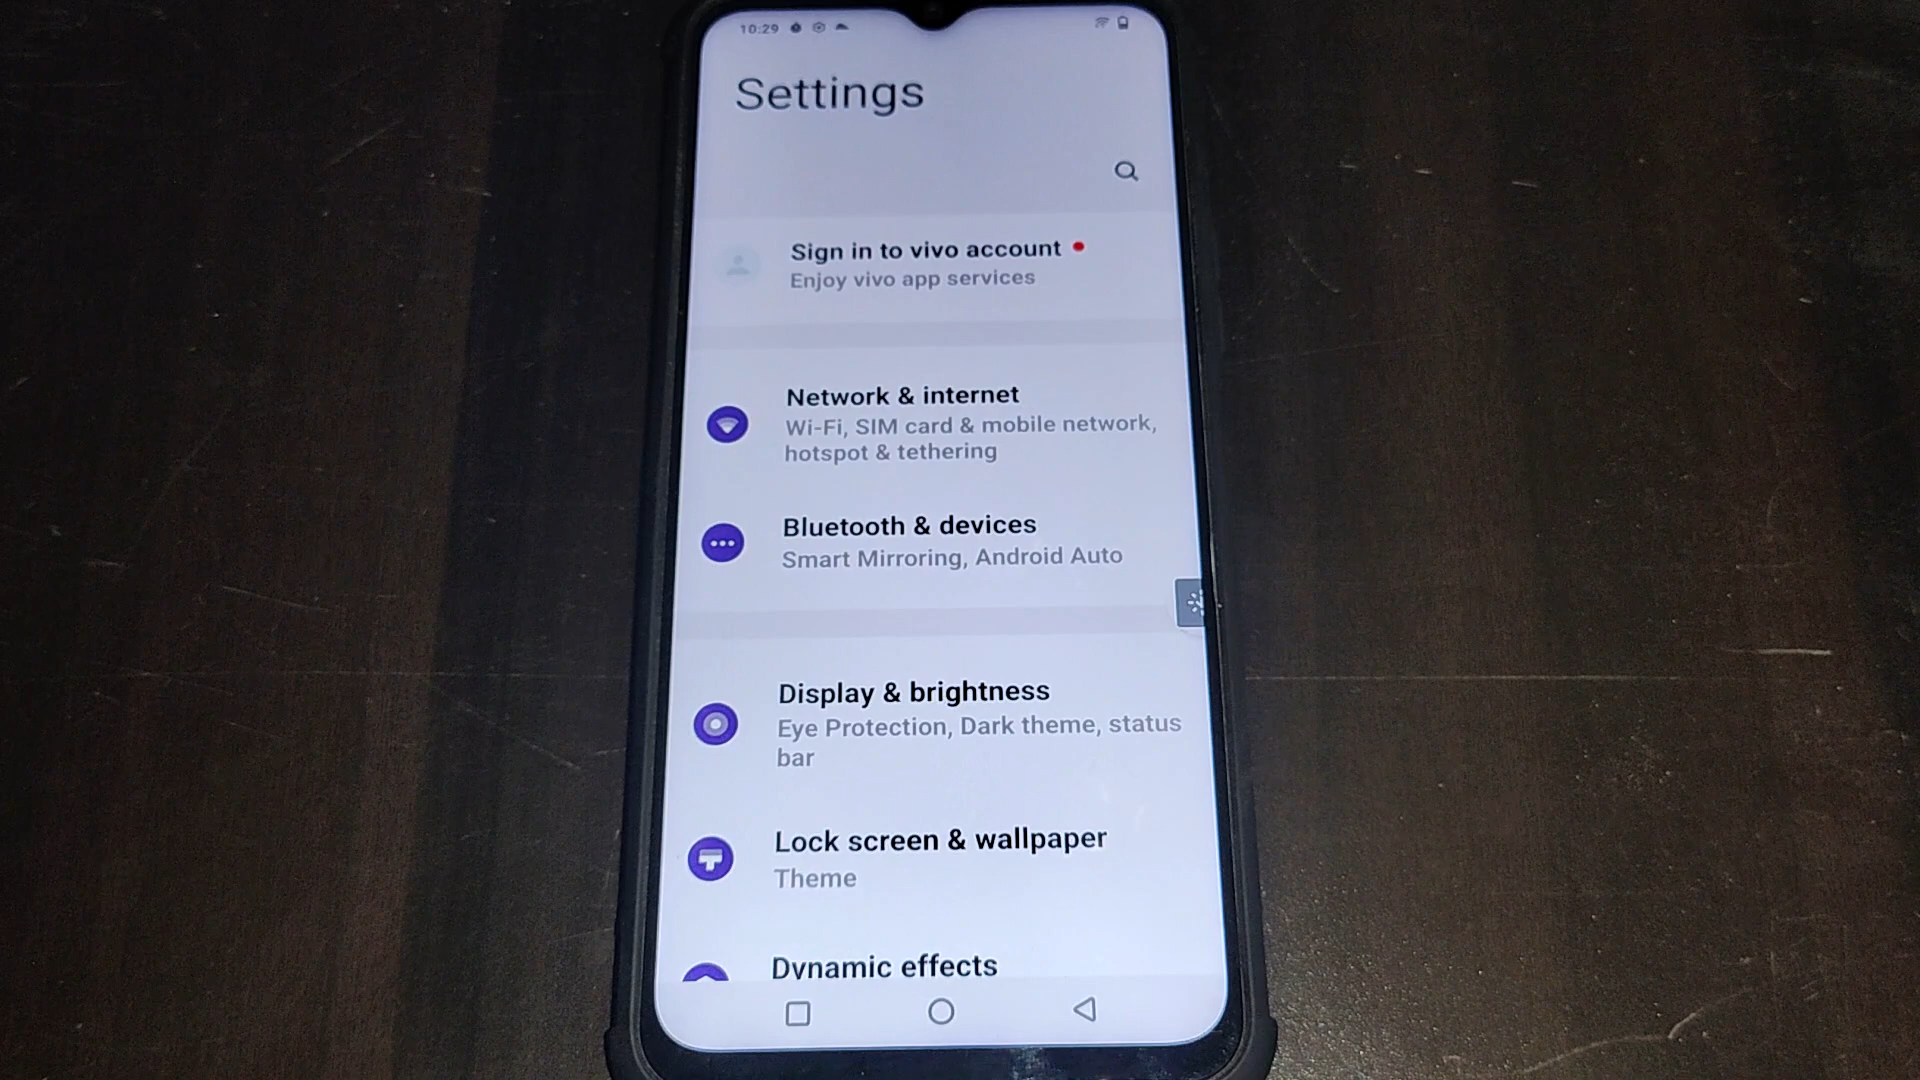 10:29
Settings
Sign in to vivo account
Enjoy vivo app services
Network & internet
Wi-Fi, SIM card & mobile network,
hotspot & tethering
Bluetooth & devices
Smart Mirroring, Android Auto
Display & brightness
Eye Protection, Dark theme, status
bar
Lock screen & wallpaper
Theme
Dynamic effects